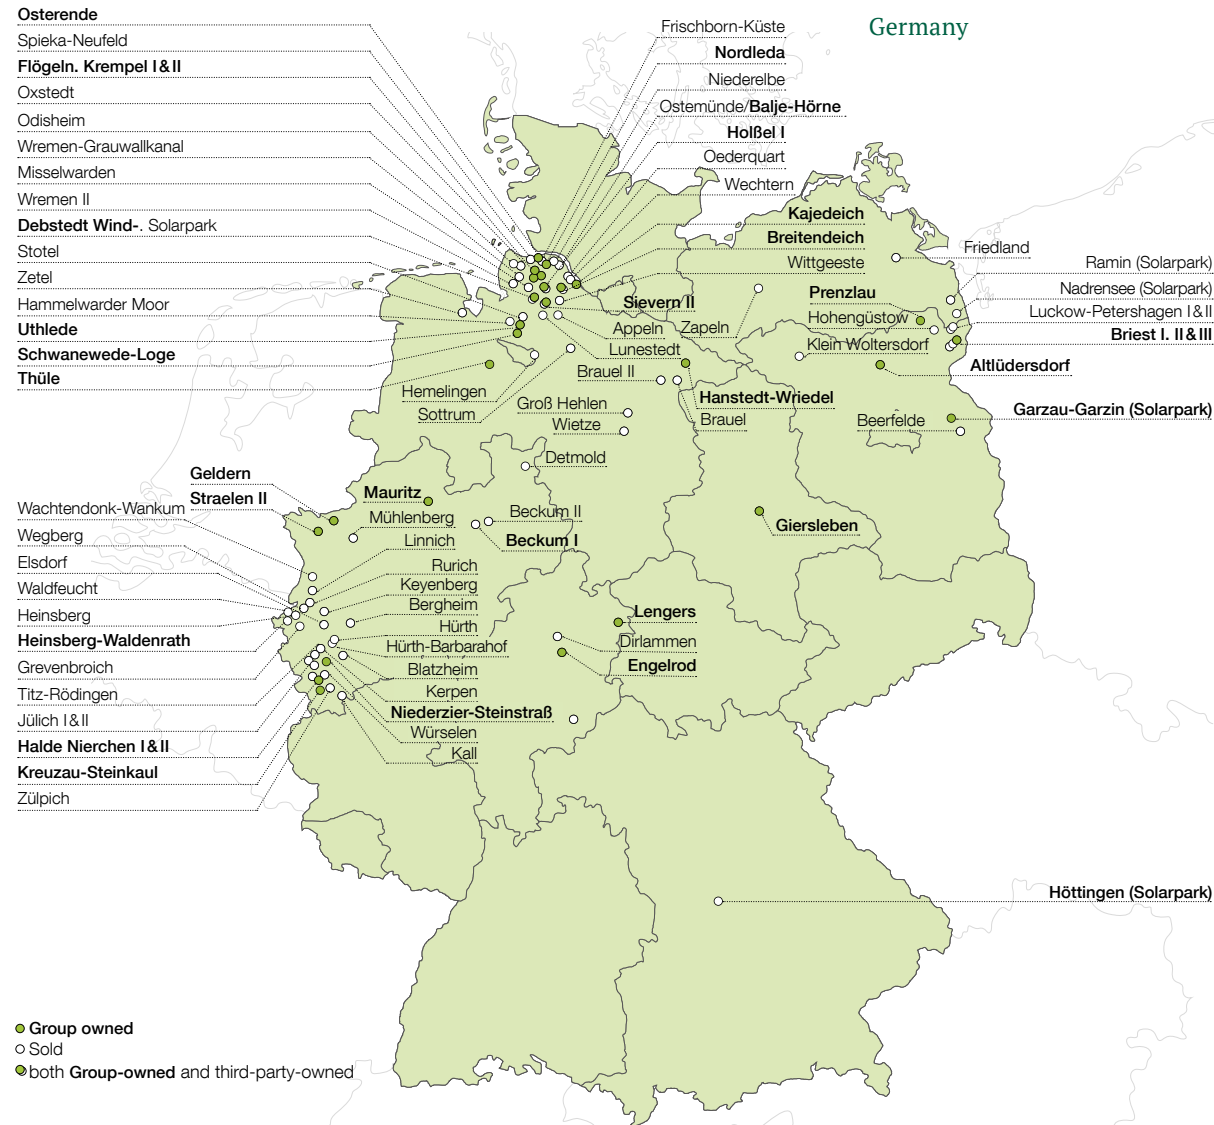 Germany
Osterende
Spieka-Neufeld
Flögeln. Krempel I & II
Oxstedt
Odisheim
Wremen-Grauwallkanal
Misselwarden
Wremen II
Debstedt Wind-. Solarpark
Stotel
Zetel
Hammelwarder Moor
Uthlede
Schwanewede-Loge
Thüle
Frischborn-Küste
Nordleda
Niederelbe
Ostemünde/Balje-Hörne
Holßel I
Oederquart
Wechtern
Kajedeich
Breitendeich
Wittgeeste
Sievern II
Appeln
Zapeln
Lunestedt
Brauel II
Hemelingen
Sottrum
Groß Hehlen
Wietze
Detmold
Hanstedt-Wriedel
Brauel
Friedland
Ramin (Solarpark)
Nadrensee (Solarpark)
Luckow-Petershagen I & II
Briest I. II & III
Prenzlau
Hohengüstow
Klein Woltersdorf
Altlüdersdorf
Garzau-Garzin (Solarpark)
Beerfelde
Geldern
Straelen II
Wachtendonk-Wankum
Wegberg
Elsdorf
Waldfeucht
Heinsberg
Heinsberg-Waldenrath
Grevenbroich
Titz-Rödingen
Jülich I & II
Halde Nierchen I & II
Kreuzau-Steinkaul
Zülpich
Mauritz
Mühlenberg
Linnich
Beckum II
Beckum I
Rurich
Keyenberg
Bergheim
Hürth
Hürth-Barbarahof
Blatzheim
Kerpen
Niederzier-Steinstraß
Würselen
Kall
Giersleben
Lengers
Dirlammen
Engelrod
Höttingen (Solarpark)
Group owned
Sold
both Group-owned and third-party-owned